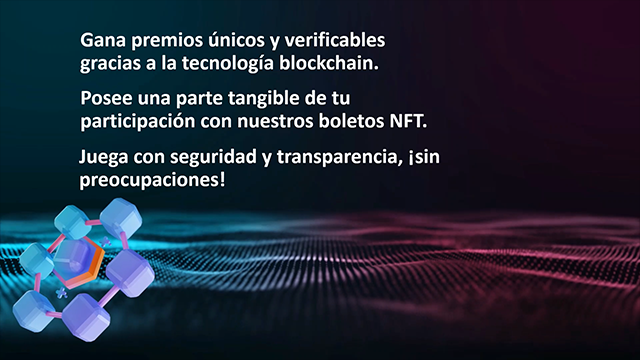 Gana premios únicos y verificables
gracias a la tecnología blockchain.
Posee una parte tangible de tu
participación con nuestros boletos NFT.
Juega con seguridad y transparencia, ¡sin
preocupaciones!